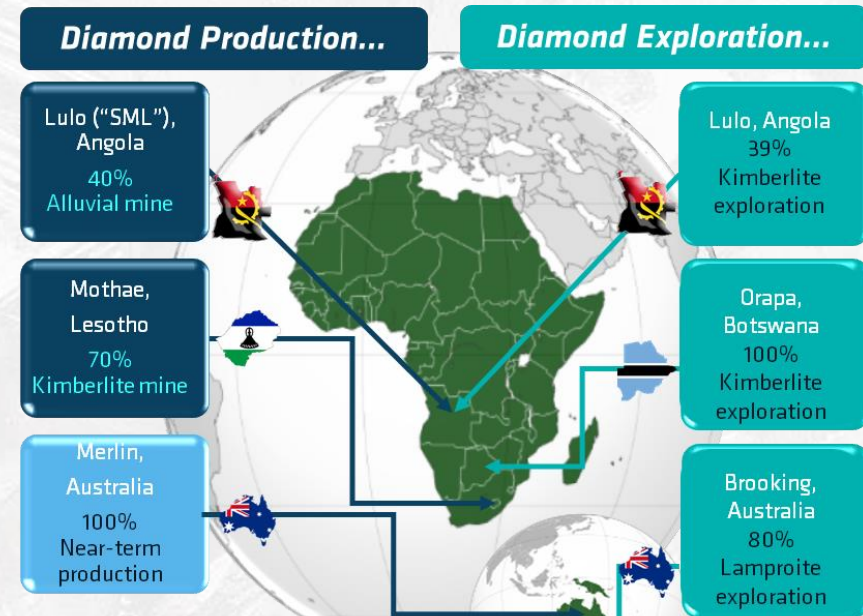 Diamond Production...
Diamond Exploration...
Lulo ("SML"),
Angola
40%
Alluvial mine
Mothae,
Lesotho
70%
Kimberlite mine
Merlin,
Australia
100%
Near-term
production
Lulo, Angola
39%
Kimberlite
exploration
Orapa,
Botswana
100%
Kimberlite
exploration
Brooking,
Australia
80%
Lamproite
exploration